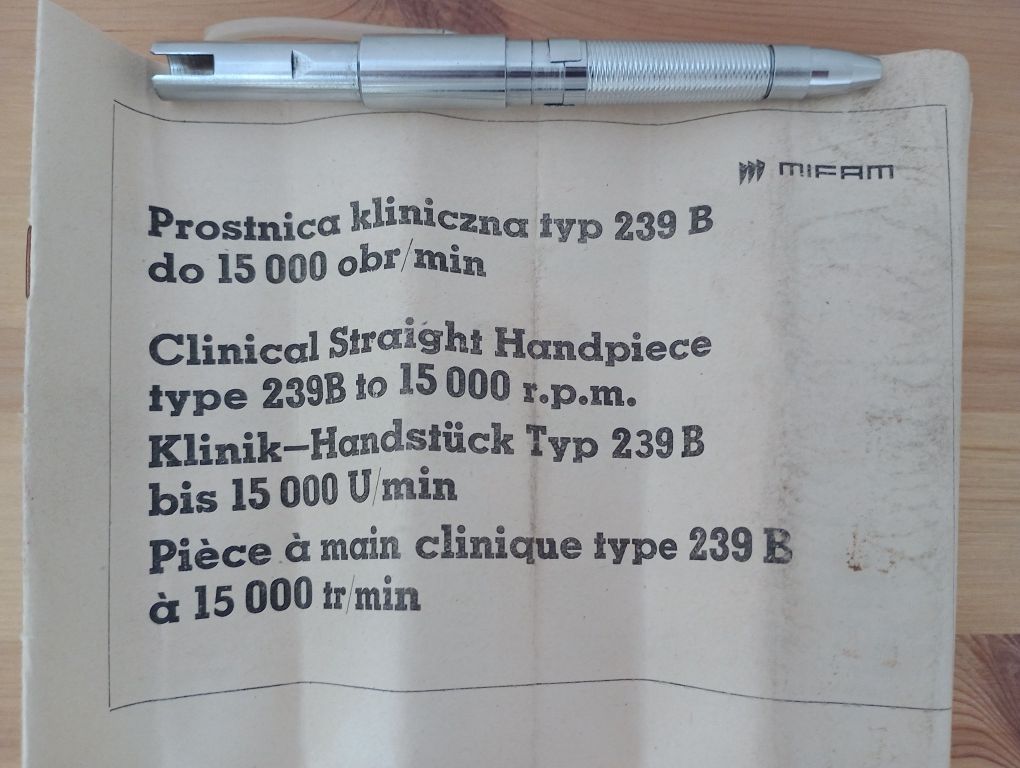 MIFAM
Prostnica kliniczna typ 239 B
do 15 000 obr/min
Clinical Straight Handpiece
type 239B to 15 000 r.p.m.
Klinik–Handstück Typ 239 B
bis 15 000 U/min
Pièce à main clinique type 239 B
à 15 000 tr/min